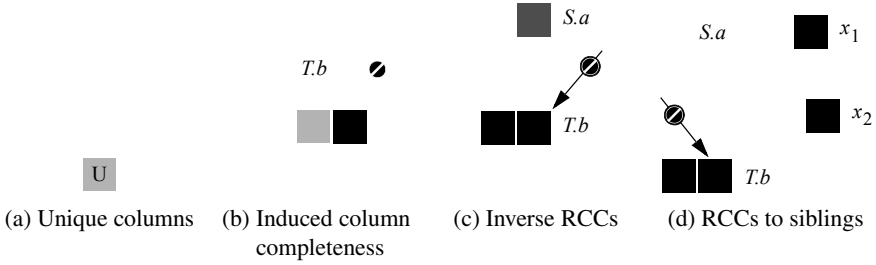 S.a
S.a
x1
T.b
x2
T.b
U
T.b
(a) Unique columns
(b) Induced column
completeness
(c) Inverse RCCs
(d) RCCs to siblings